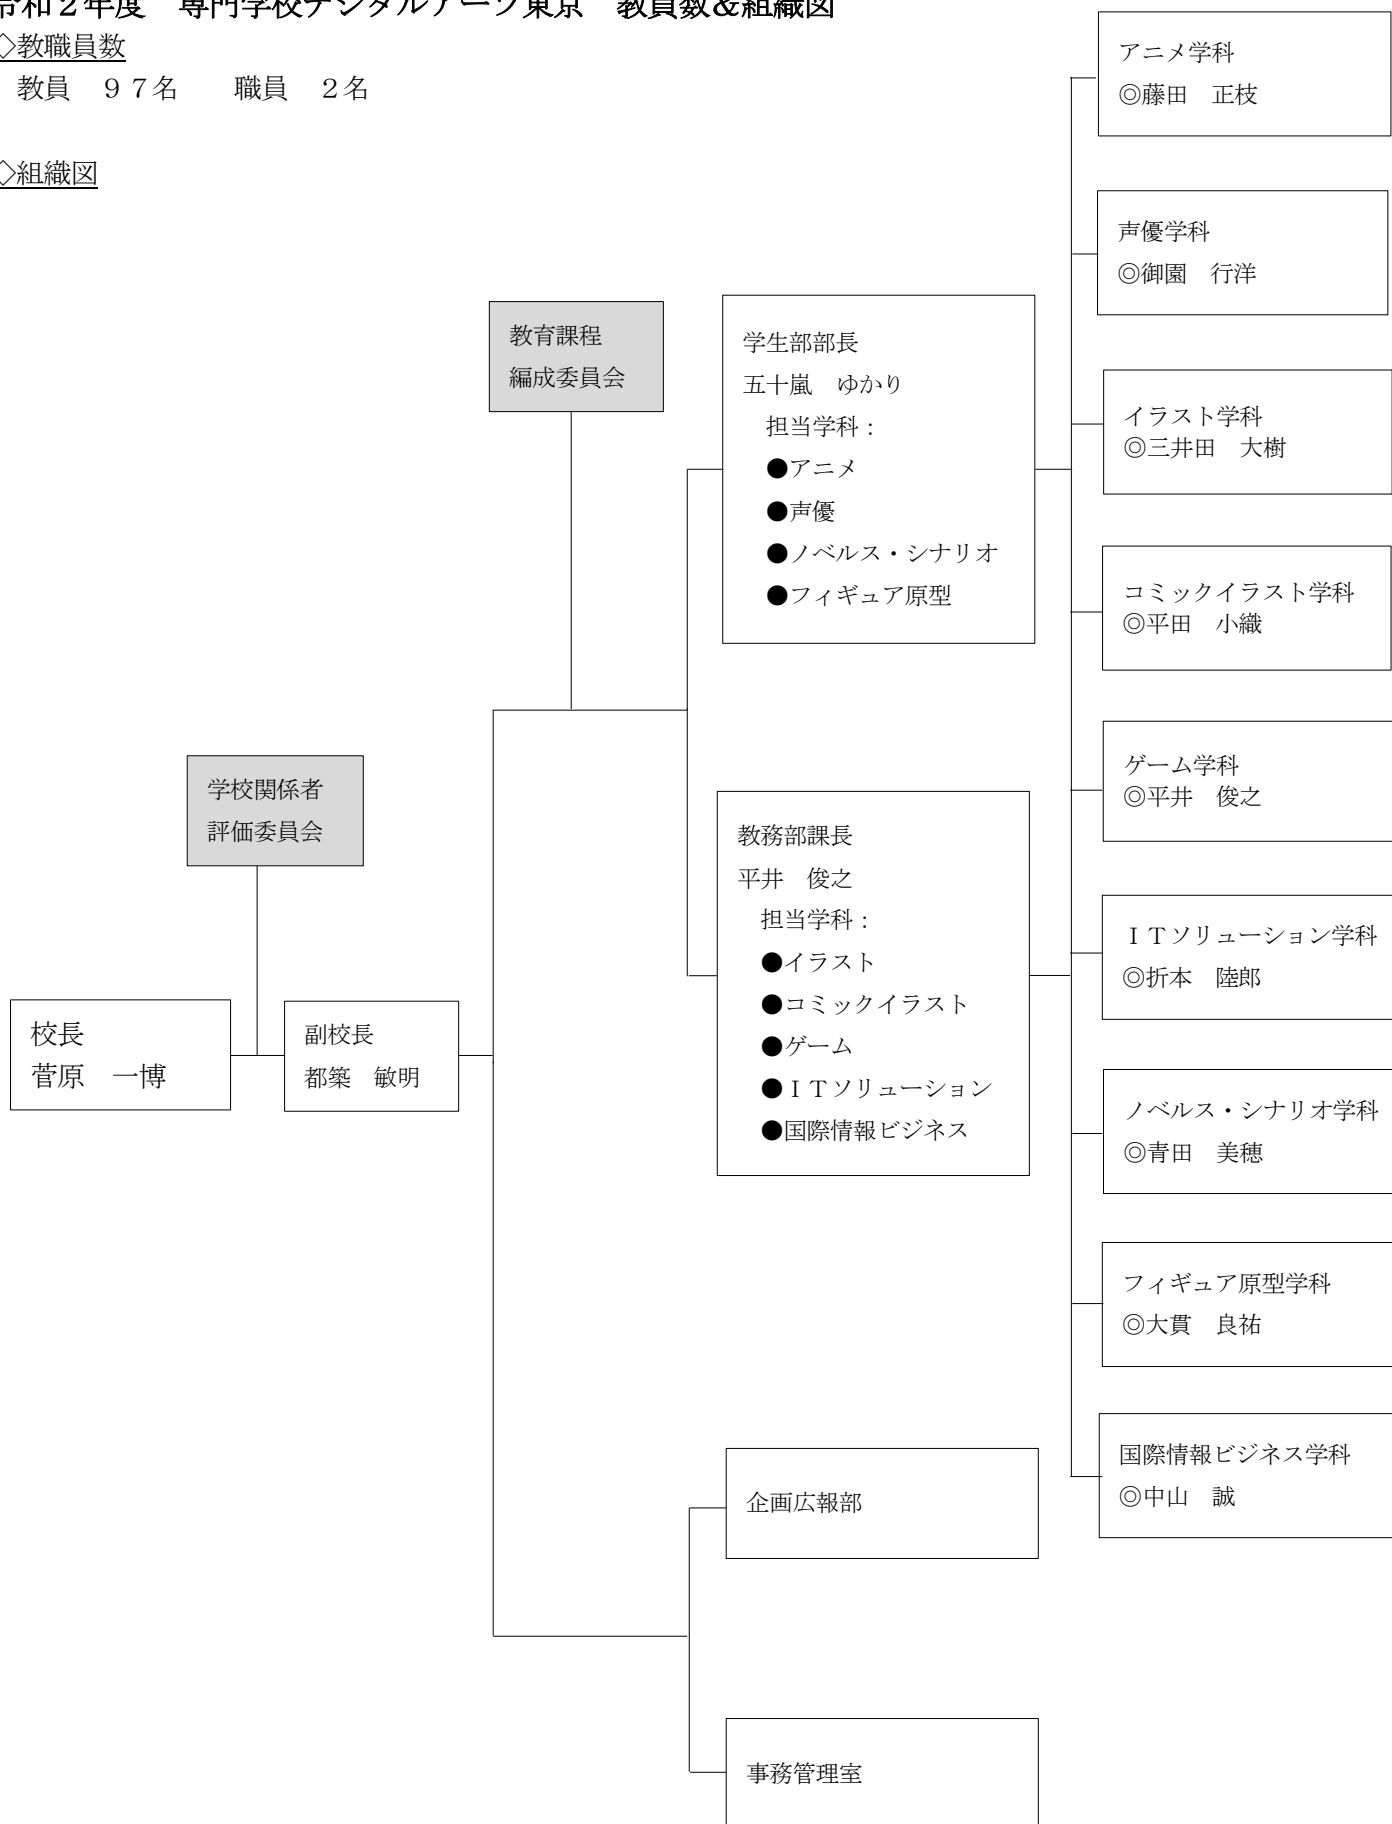 令和２年度　専門学校デジタルアーツ東京　教員数＆組織図
◇教職員数
教員　９７名　　職員　２名
◇組織図
アニメ学科
◎藤田　正枝
声優学科
◎御園　行洋
教育課程
編成委員会
学生部部長
五十嵐　ゆかり
担当学科：
●アニメ
●声優
●ノベルス・シナリオ
●フィギュア原型
イラスト学科
◎三井田　大樹
コミックイラスト学科
◎平田　小織
ゲーム学科
◎平井　俊之
学校関係者
評価委員会
教務部課長
平井　俊之
担当学科：
●イラスト
●コミックイラスト
●ゲーム
●ＩＴソリューション
●国際情報ビジネス
ＩＴソリューション学科
◎折本　陸郎
校長
菅原　一博
副校長
都築　敏明
ノベルス・シナリオ学科
◎青田　美穂
フィギュア原型学科
◎大貫　良祐
国際情報ビジネス学科
◎中山　誠
企画広報部
事務管理室